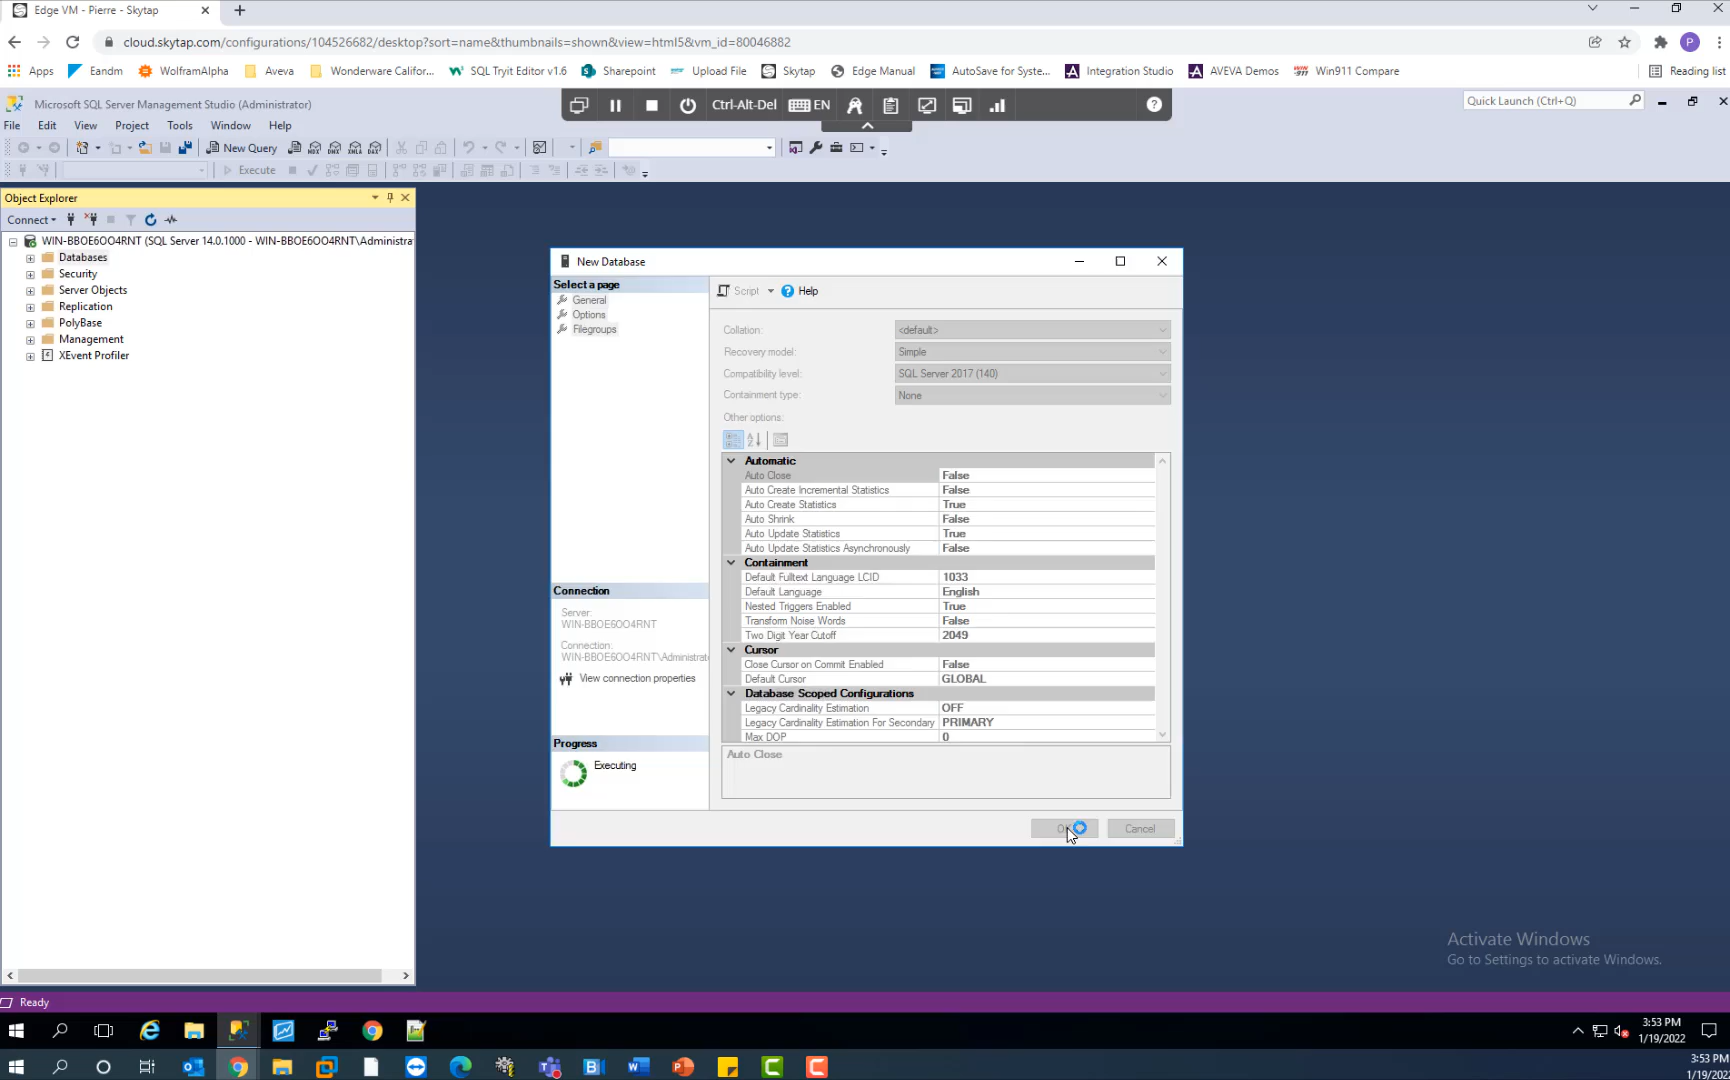 Edge VM - Pierre - Skytap
cloud.skytap.com/configurations/104526682/desktop?sort=name&thumbnails=shown&view=html5&vm_id=80046882
P
Apps Eandm WolframAlpha Aveva Wonderware Califor... SQL Tryit Editor v1.6 Sharepoint Upload File Skytap Edge Manual AutoSave for Syste... Integration Studio AVEVA Demos Win911 Compare Reading list
Microsoft SQL Server Management Studio (Administrator)
Ctrl-Alt-Del EN
Quick Launch (Ctrl+Q)
File Edit View Project Tools Window Help
New Query
Execute
Object Explorer
Connect
WIN-BBOE6OO4RNT (SQL Server 14.0.1000 - WIN-BBOE6OO4RNT\Administra
Databases
Security
Server Objects
Replication
PolyBase
Management
XEvent Profiler
New Database
Select a page
General
Options
Filegroups
Script Help
Collation: <default>
Recovery model: Simple
Compatibility level: SQL Server 2017 (140)
Containment type: None
Other options:
Automatic
Auto Close False
Auto Create Incremental Statistics False
Auto Create Statistics True
Auto Shrink False
Auto Update Statistics True
Auto Update Statistics Asynchronously False
Containment
Default Fulltext Language LCID 1033
Default Language English
Nested Triggers Enabled True
Transform Noise Words False
Two Digit Year Cutoff 2049
Cursor
Close Cursor on Commit Enabled False
Default Cursor GLOBAL
Database Scoped Configurations
Legacy Cardinality Estimation OFF
Legacy Cardinality Estimation For Secondary PRIMARY
Max DOP 0
Auto Close
Connection
Server:
WIN-BBOE6OO4RNT
Connection:
WIN-BBOE6OO4RNT\Administrato
View connection properties
Progress
Executing
Cancel
Activate Windows
Go to Settings to activate Windows.
Ready
3:53 PM
1/19/2022
3:53 PM
1/19/202